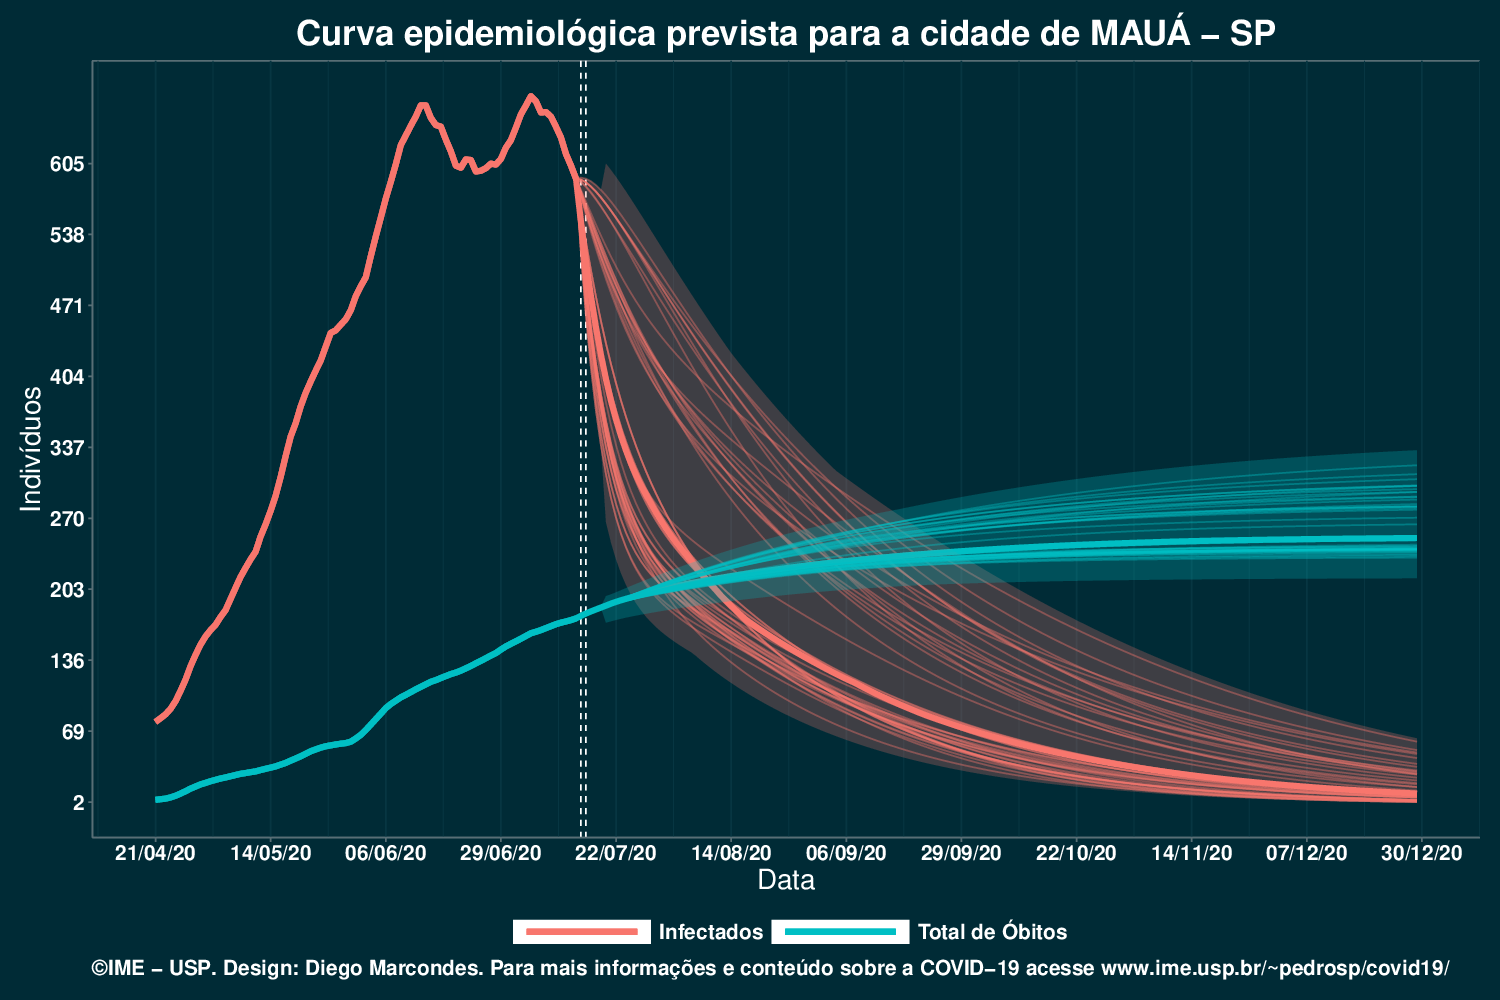 Curva epidemiológica prevista para a cidade de MAUÁ – SP
Indivíduos
605
538
471
404
337
270
203
136
69
2
21/04/20 14/05/20 06/06/20 29/06/20 22/07/20 14/08/20 06/09/20 29/09/20 22/10/20 14/11/20 07/12/20 30/12/20
Data
Infectados Total de Óbitos
©IME – USP. Design: Diego Marcondes. Para mais informações e conteúdo sobre a COVID–19 acesse www.ime.usp.br/~pedrosp/covid19/